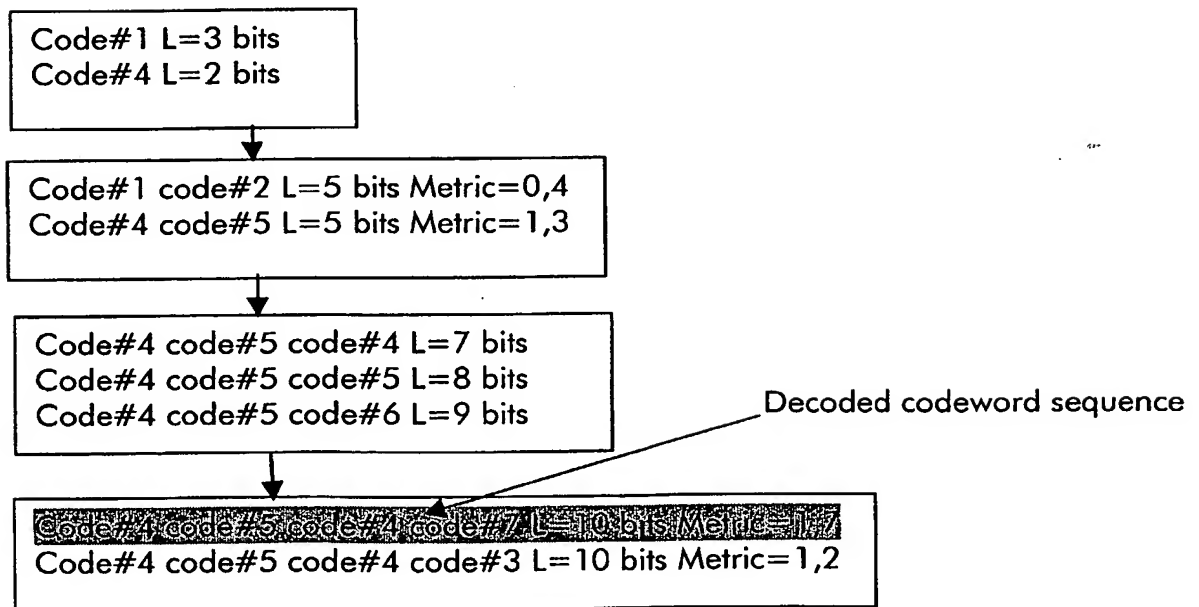 Code#1 L=3 bits
Code#4 L=2 bits
Code#1 code#2 L=5 bits Metric=0,4
Code#4 code#5 L=5 bits Metric=1,3
Code#4 code#5 code#4 L=7 bits
Code#4 code#5 code#5 L=8 bits
Code#4 code#5 code#6 L=9 bits
Decoded codeword sequence
Code#4 code#5 code#4 code#7 L=10 bits Metric=1,7
Code#4 code#5 code#4 code#3 L=10 bits Metric=1,2